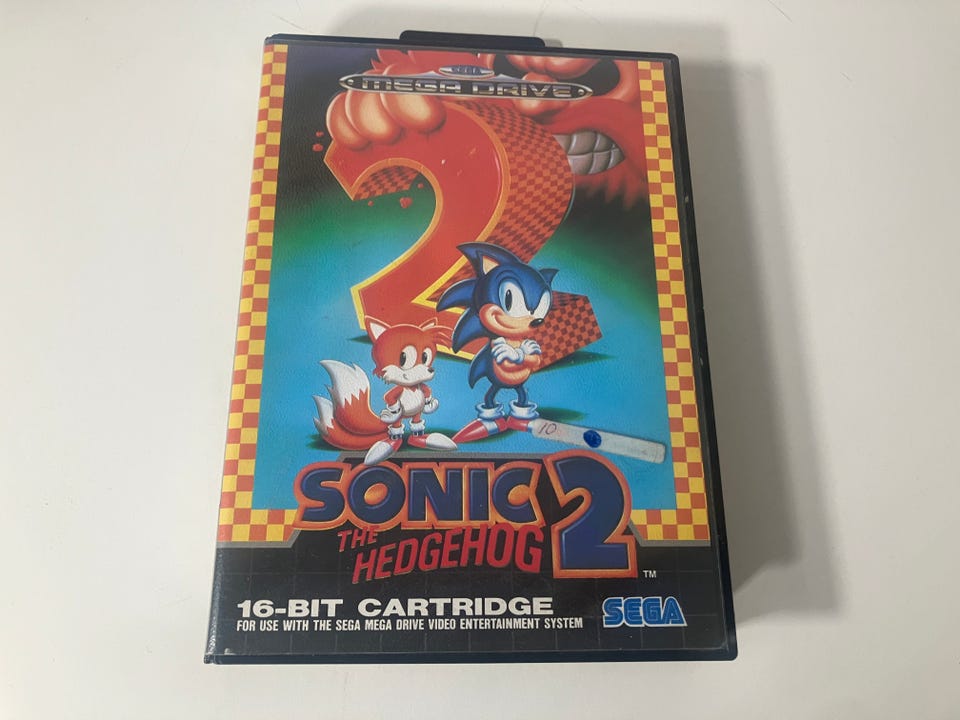 SEGA
MEGA DRIVE
10
SONIC 2
THE
HEDGEHOG
TM
16-BIT CARTRIDGE
SEGA
FOR USE WITH THE SEGA MEGA DRIVE VIDEO ENTERTAINMENT SYSTEM